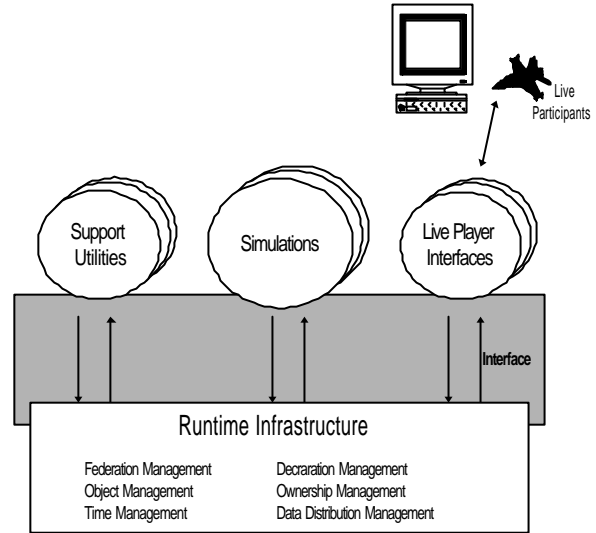 Live
Participants
Support
Utilities
Simulations
Live Player
Interfaces
Interface
Runtime Infrastructure
Federation Management
Decraration Management
Object Management
Ownership Management
Time Management
Data Distribution Management